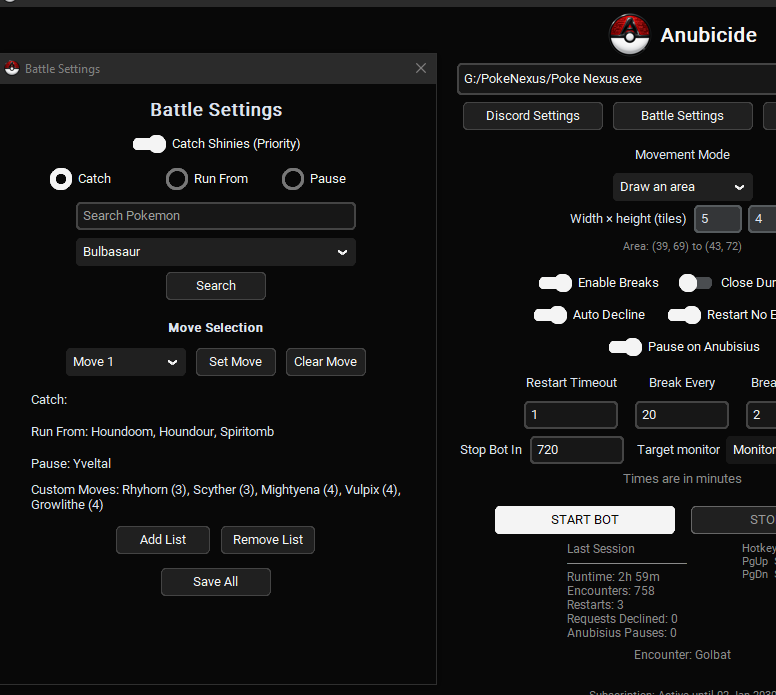 Battle Settings
Battle Settings
Catch Shinies (Priority)
Catch Run From Pause
Search Pokemon
Bulbasaur
Search
Move Selection
Move 1 Set Move Clear Move
Catch:
Run From: Houndoom, Houndour, Spiritomb
Pause: Yveltal
Custom Moves: Rhyhorn (3), Scyther (3), Mightyena (4), Vulpix (4),
Growlithe (4)
Add List Remove List
Save All
Anubicide
G:/PokeNexus/Poke Nexus.exe
Discord Settings Battle Settings
Movement Mode
Draw an area
Width × height (tiles) 5 4
Area: (39, 69) to (43, 72)
Enable Breaks Close Dur
Auto Decline Restart No E
Pause on Anubisius
Restart Timeout Break Every Brea
1 20 2
Stop Bot In 720 Target monitor Monitor
Times are in minutes
START BOT STO
Last Session
Runtime: 2h 59m
Encounters: 758
Restarts: 3
Requests Declined: 0
Anubisius Pauses: 0
Hotkey
PgUp S
PgDn S
Encounter: Golbat